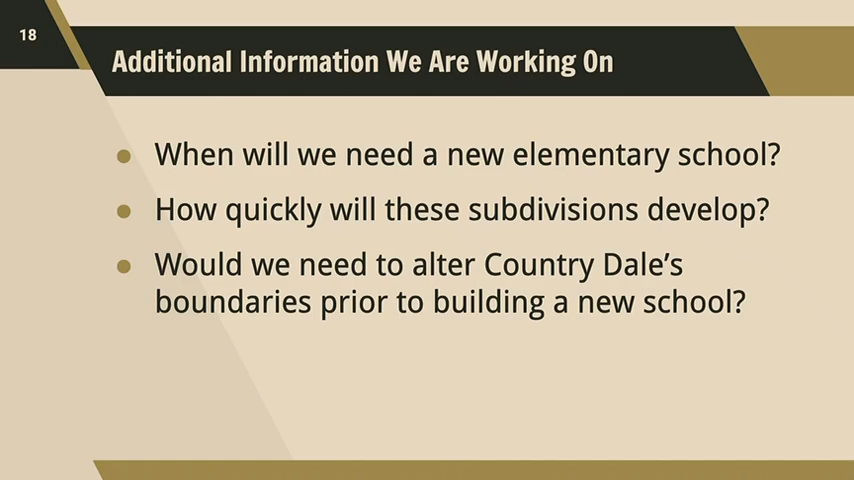 18
Additional Information We Are Working On
● When will we need a new elementary school?
● How quickly will these subdivisions develop?
● Would we need to alter Country Dale’s
boundaries prior to building a new school?